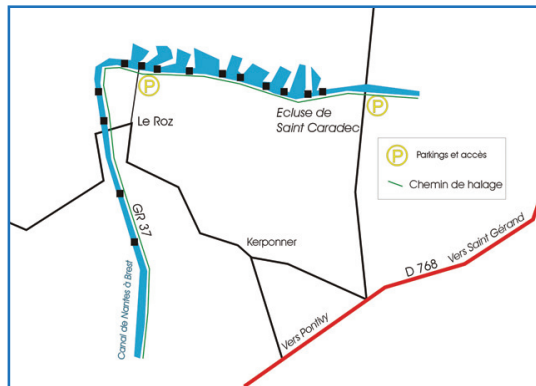 P
Le Roz
Ecluse de
Saint Caradec
P
P Parkings et accès
Chemin de halage
GR 37
Kerponner
Canal de Nantes à Brest
Vers Pontivy
D 768
Vers Saint Gérand